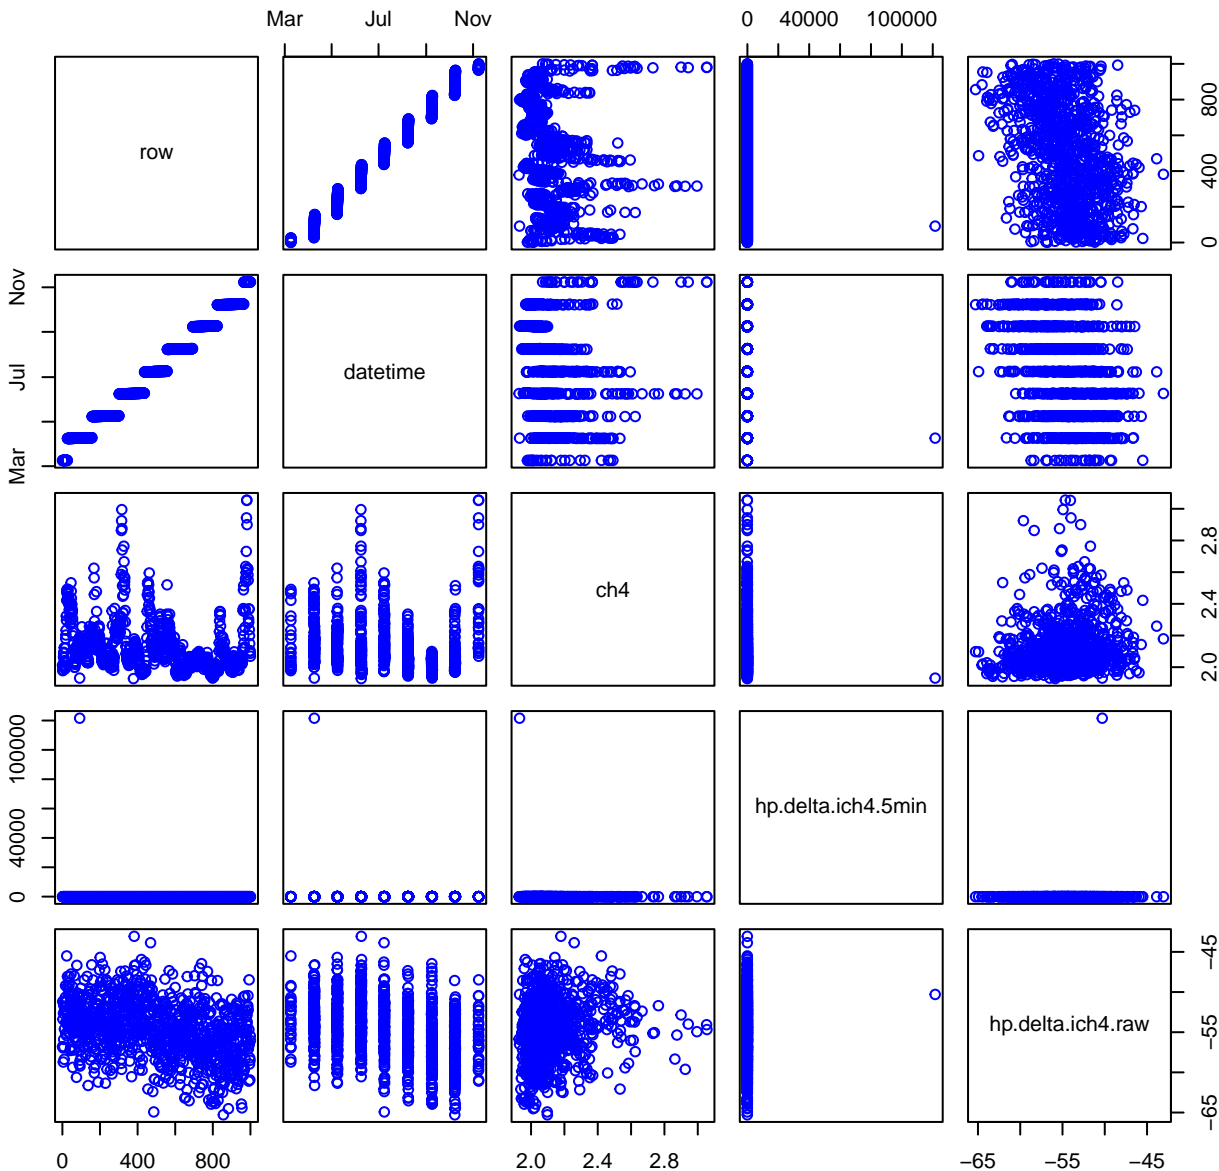 Mar Jul Nov
0 40000 100000
row
0 400 800
Mar Jul Nov
datetime
ch4
2.0 2.4 2.8
0 40000 100000
hp.delta.ich4.5min
hp.delta.ich4.raw
−65 −55 −45
0 400 800
2.0 2.4 2.8
−65 −55 −45